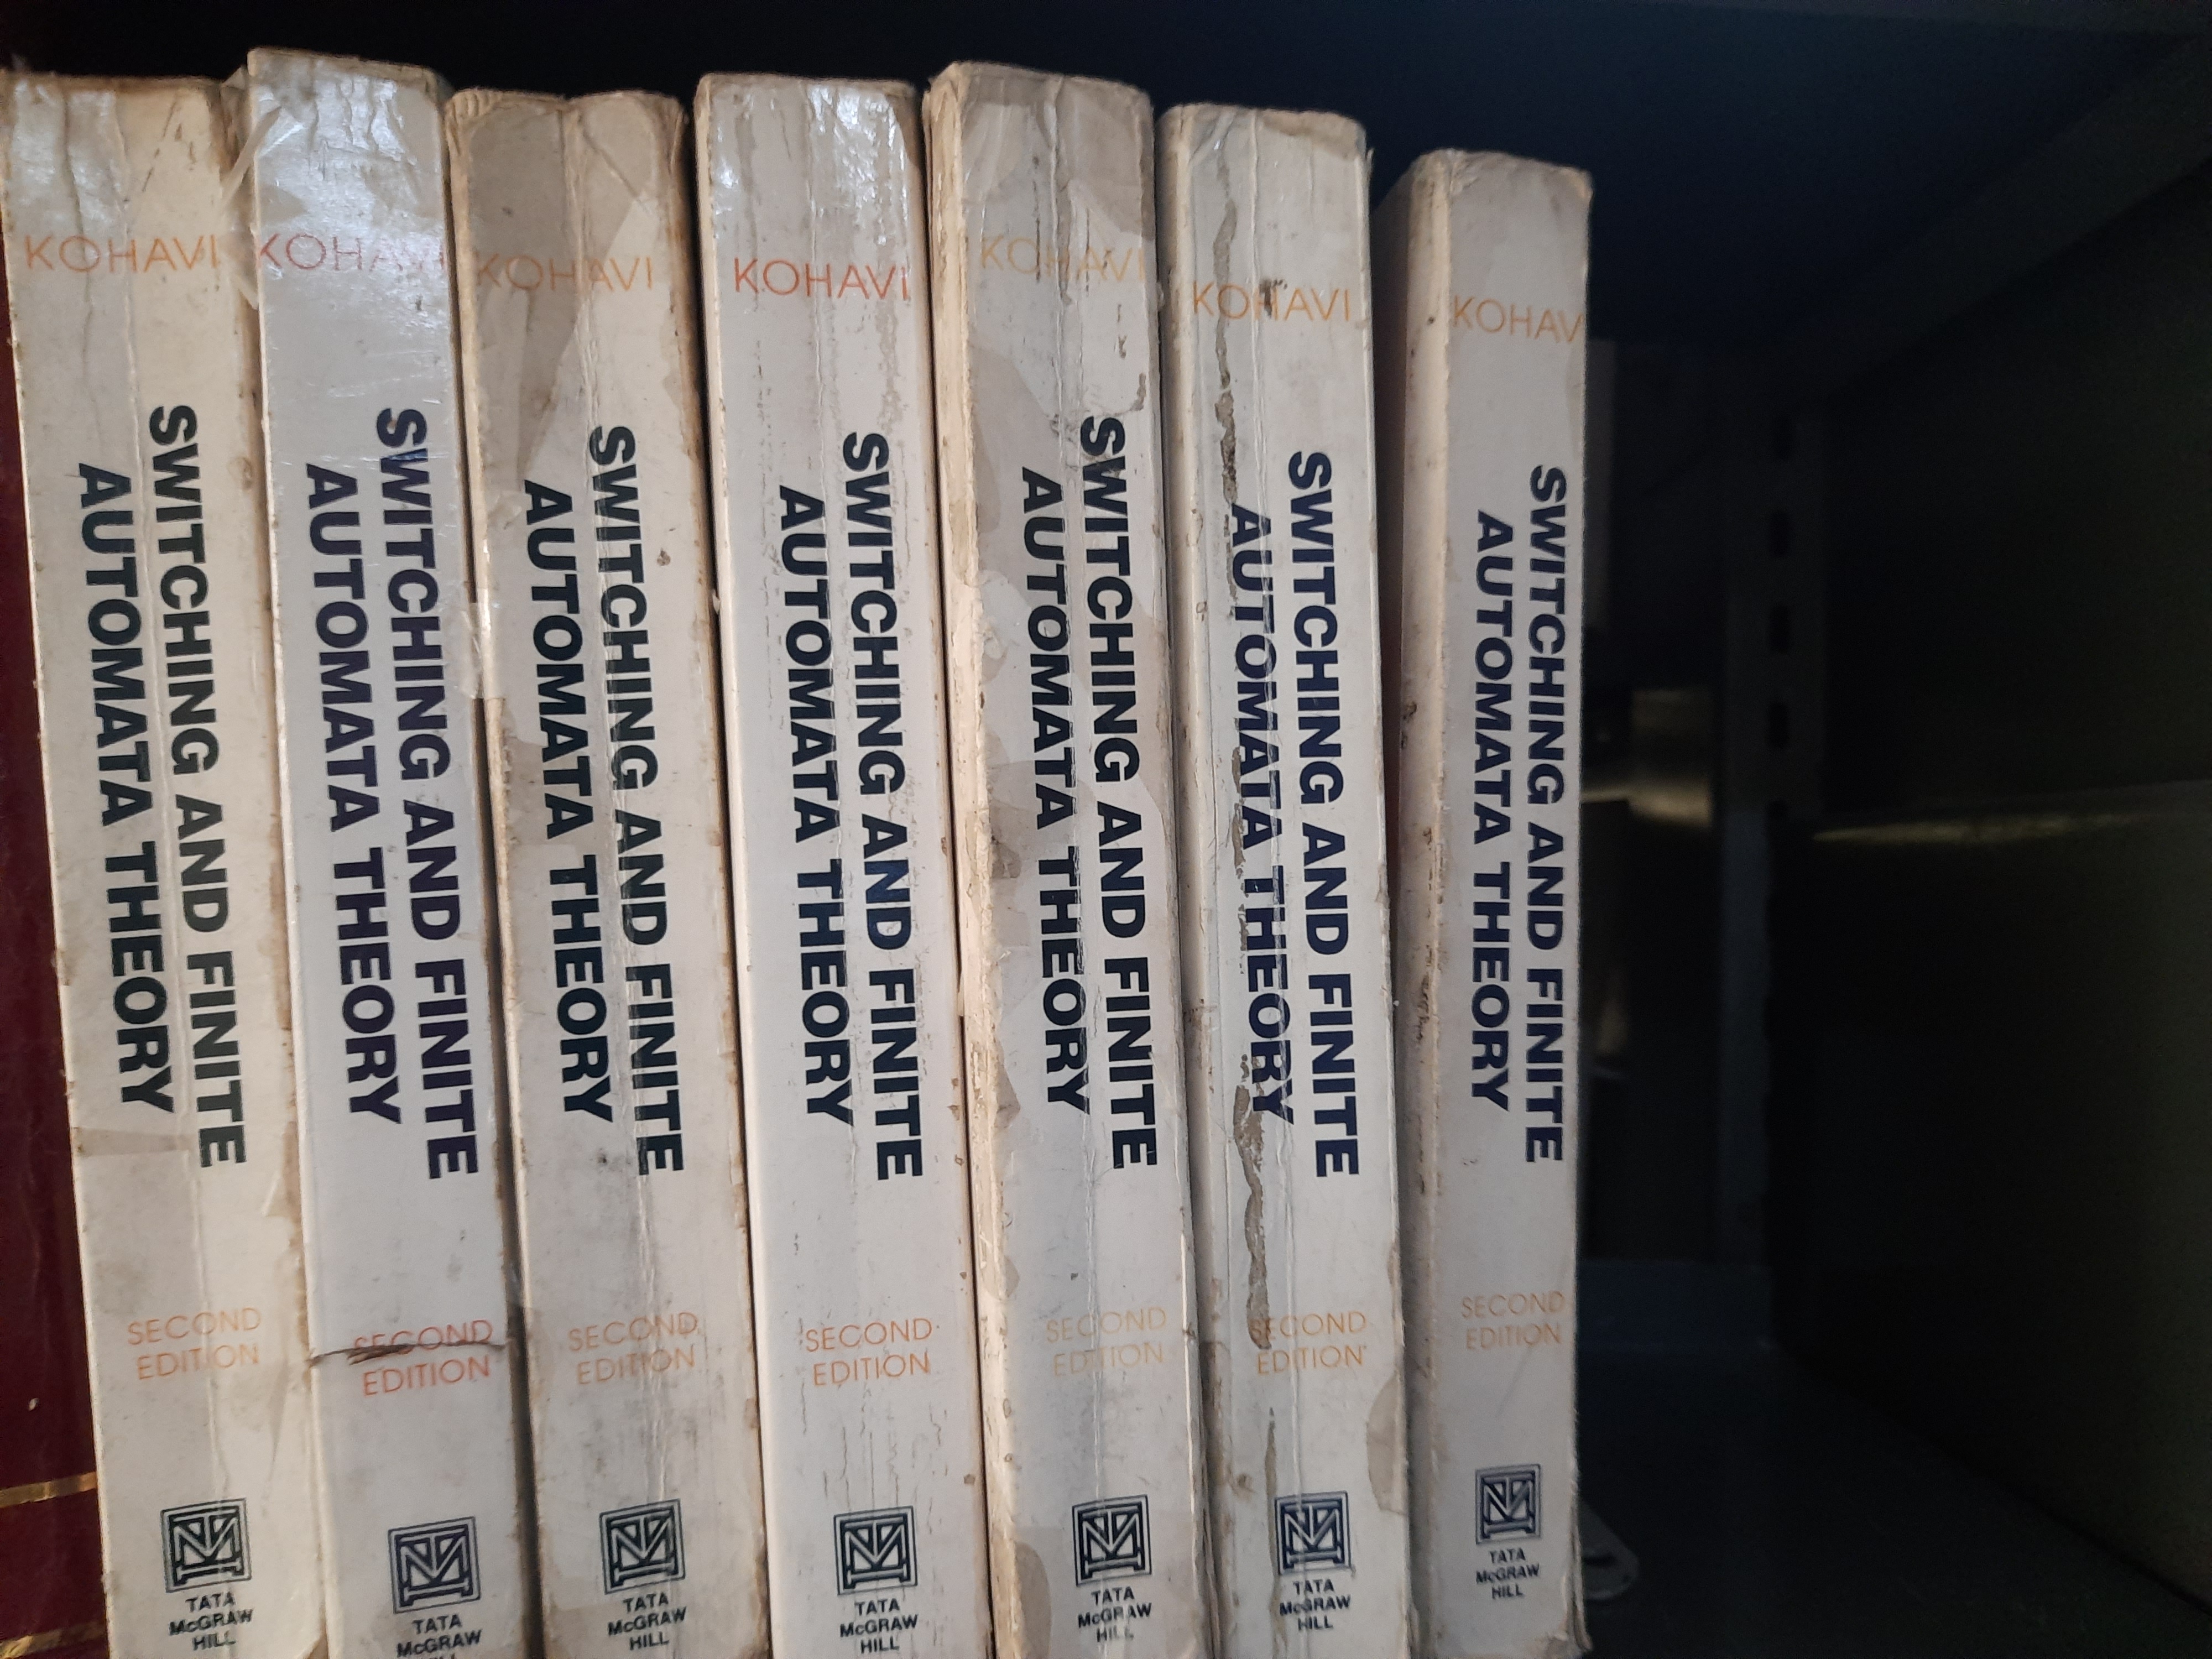 KOHAVI
SWITCHING AND FINITE
AUTOMATA THEORY
SECOND
EDITION
TATA
McGRAW
HILL
KOHAVI
SWITCHING AND FINITE
AUTOMATA THEORY
SECOND
EDITION
TATA
McGRAW
KOHAVI
SWITCHING AND FINITE
AUTOMATA THEORY
SECOND
EDITION
TATA
McGRAW
HILL
KOHAVI
SWITCHING AND FINITE
AUTOMATA THEORY
SECOND
EDITION
TATA
McGRAW
HILL
KOHAVI
SWITCHING AND FINITE
AUTOMATA THEORY
SECOND
EDITION
TATA
McGRAW
HILL
KOHAVI
SWITCHING AND FINITE
AUTOMATA THEORY
SECOND
EDITION
TATA
McGRAW
HILL
KOHAV
SWITCHING AND FINITE
AUTOMATA THEORY
SECOND
EDITION
TATA
McGRAW
HILL